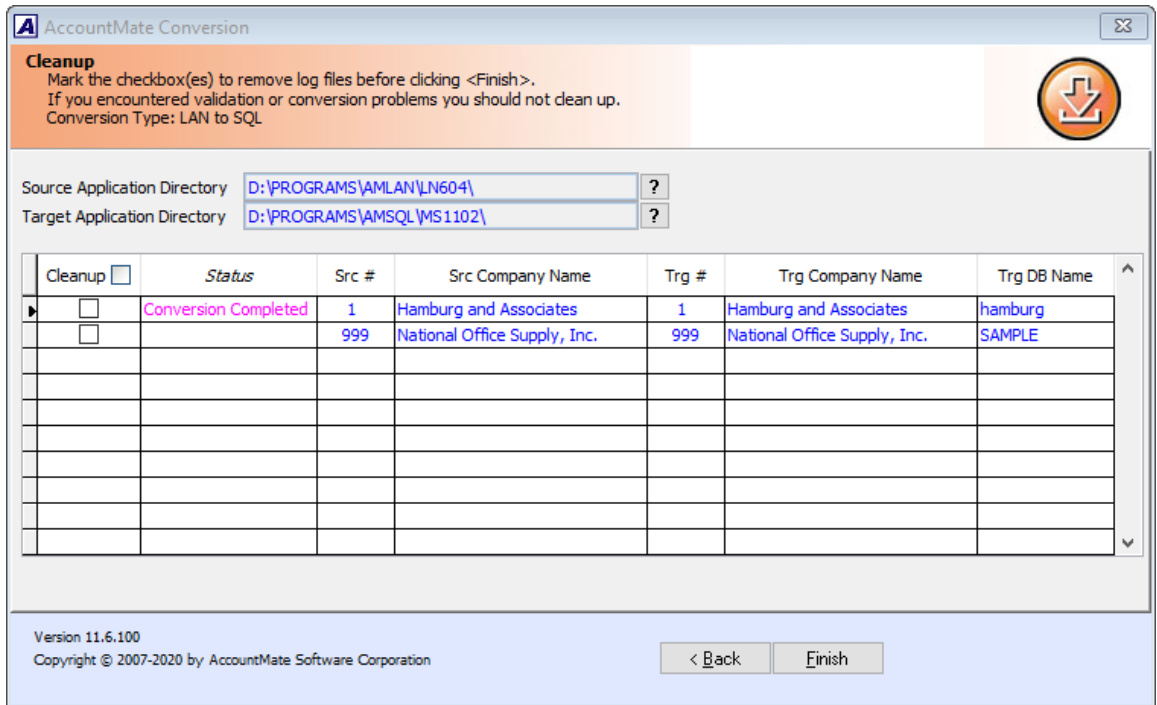 AccountMate Conversion
Cleanup
Mark the checkbox(es) to remove log files before clicking <Finish>.
If you encountered validation or conversion problems you should not clean up.
Conversion Type: LAN to SQL
Source Application Directory D:\PROGRAMS\AMLAN\LN604\ ?
Target Application Directory D:\PROGRAMS\AMSQL\MS1102\ ?
Cleanup Status Src # Src Company Name Trg # Trg Company Name Trg DB Name
Conversion Completed 1 Hamburg and Associates 1 Hamburg and Associates hamburg
999 National Office Supply, Inc. 999 National Office Supply, Inc. SAMPLE
Version 11.6.100
Copyright © 2007-2020 by AccountMate Software Corporation
< Back Finish